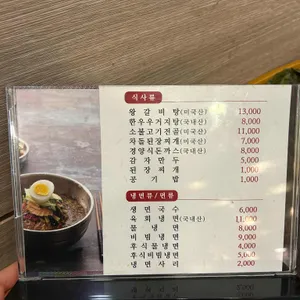 식사류
왕갈비탕(미국산) 13,000
한우우거지탕(국내산) 8,000
소불고기전골(미국산) 11,000
차돌된장찌개(미국산) 7,000
경양식돈까스(국내산) 8,000
감자만두 5,000
된장찌개 1,000
공기밥 1,000
냉면류/면류
생면국수 6,000
육회냉면(국내산) 11,000
물냉면 8,000
비빔냉면 9,000
후식물냉면 4,000
후식비빔냉면 5,000
냉면사리 2,000